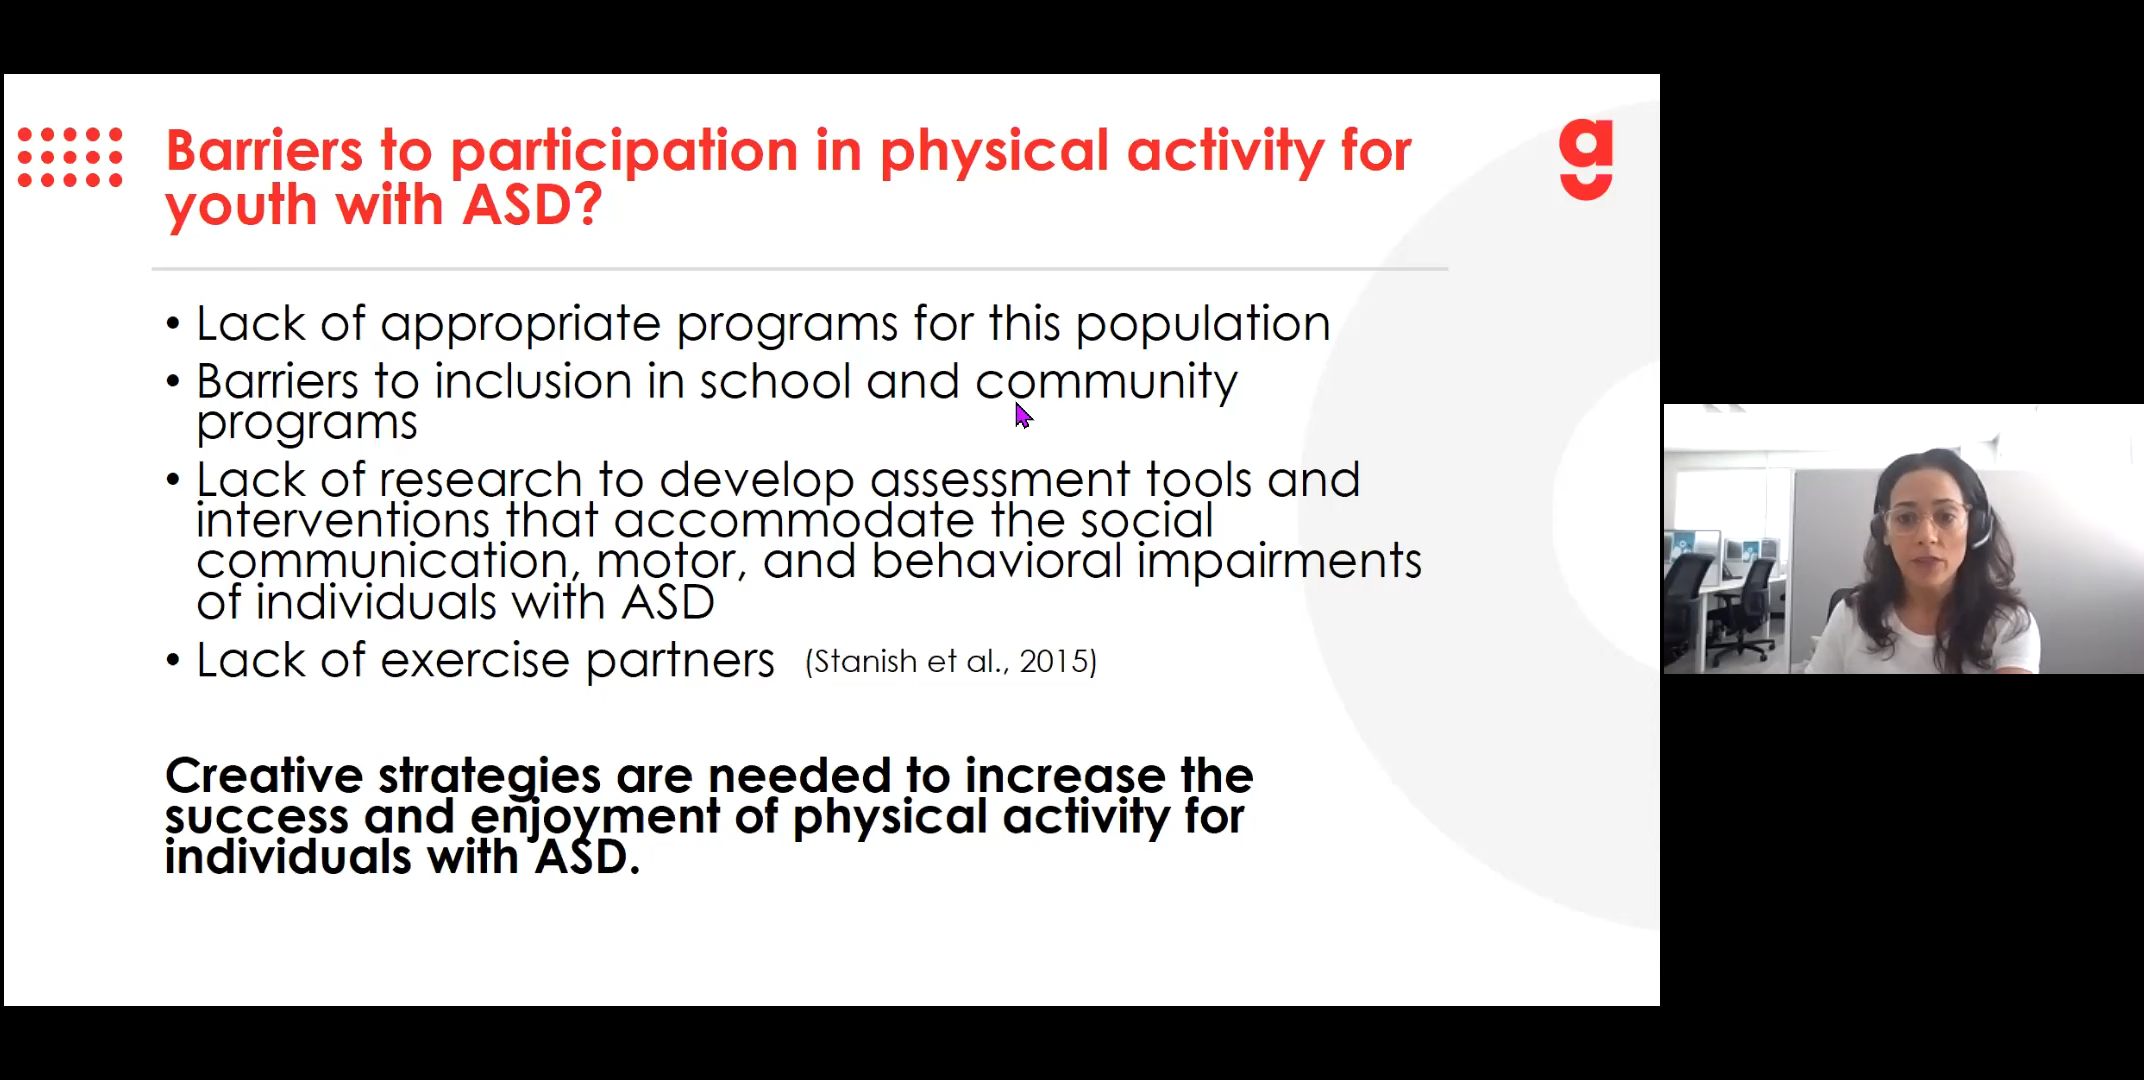 Barriers to participation in physical activity for
youth with ASD?
g
• Lack of appropriate programs for this population
• Barriers to inclusion in school and community
programs
• Lack of research to develop assessment tools and
interventions that accommodate the social
communication, motor, and behavioral impairments
of individuals with ASD
• Lack of exercise partners (Stanish et al., 2015)
Creative strategies are needed to increase the
success and enjoyment of physical activity for
individuals with ASD.